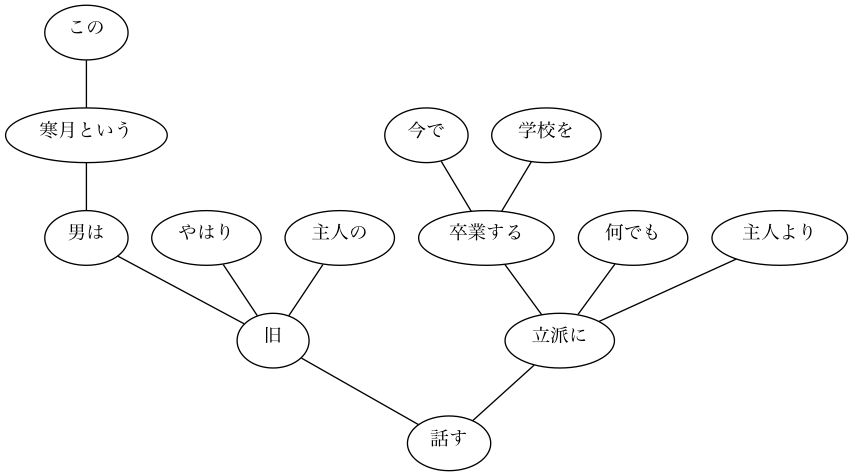 この
寒月という
今で
学校を
男は
やはり
主人の
卒業する
何でも
主人より
旧
立派に
話す